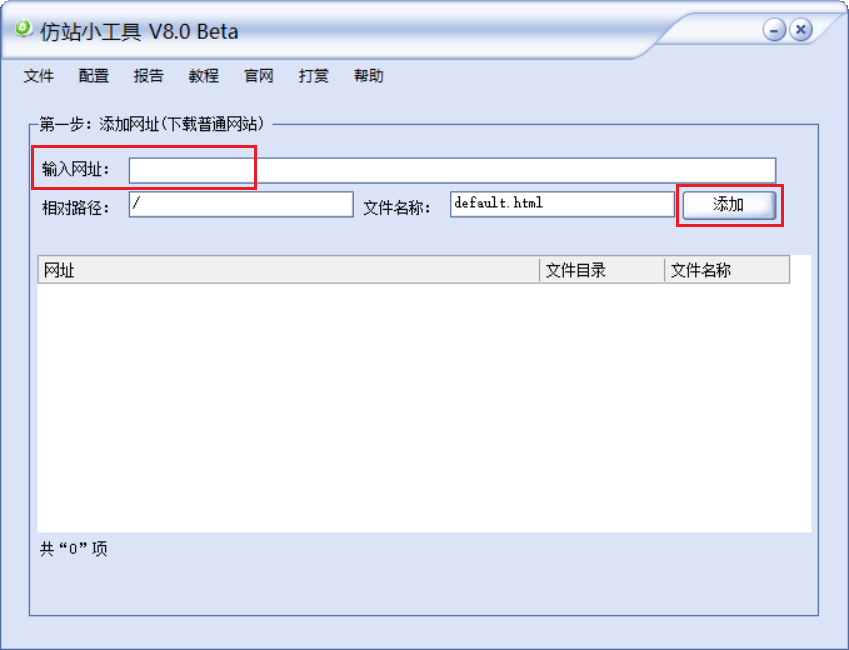 仿站小工具 V8.0 Beta
文件 配置 报告 教程 官网 打赏 帮助
第一步：添加网址(下载普通网站)
输入网址：
相对路径： / 文件名称： default.html 添加
网址 文件目录 文件名称
共“0”项